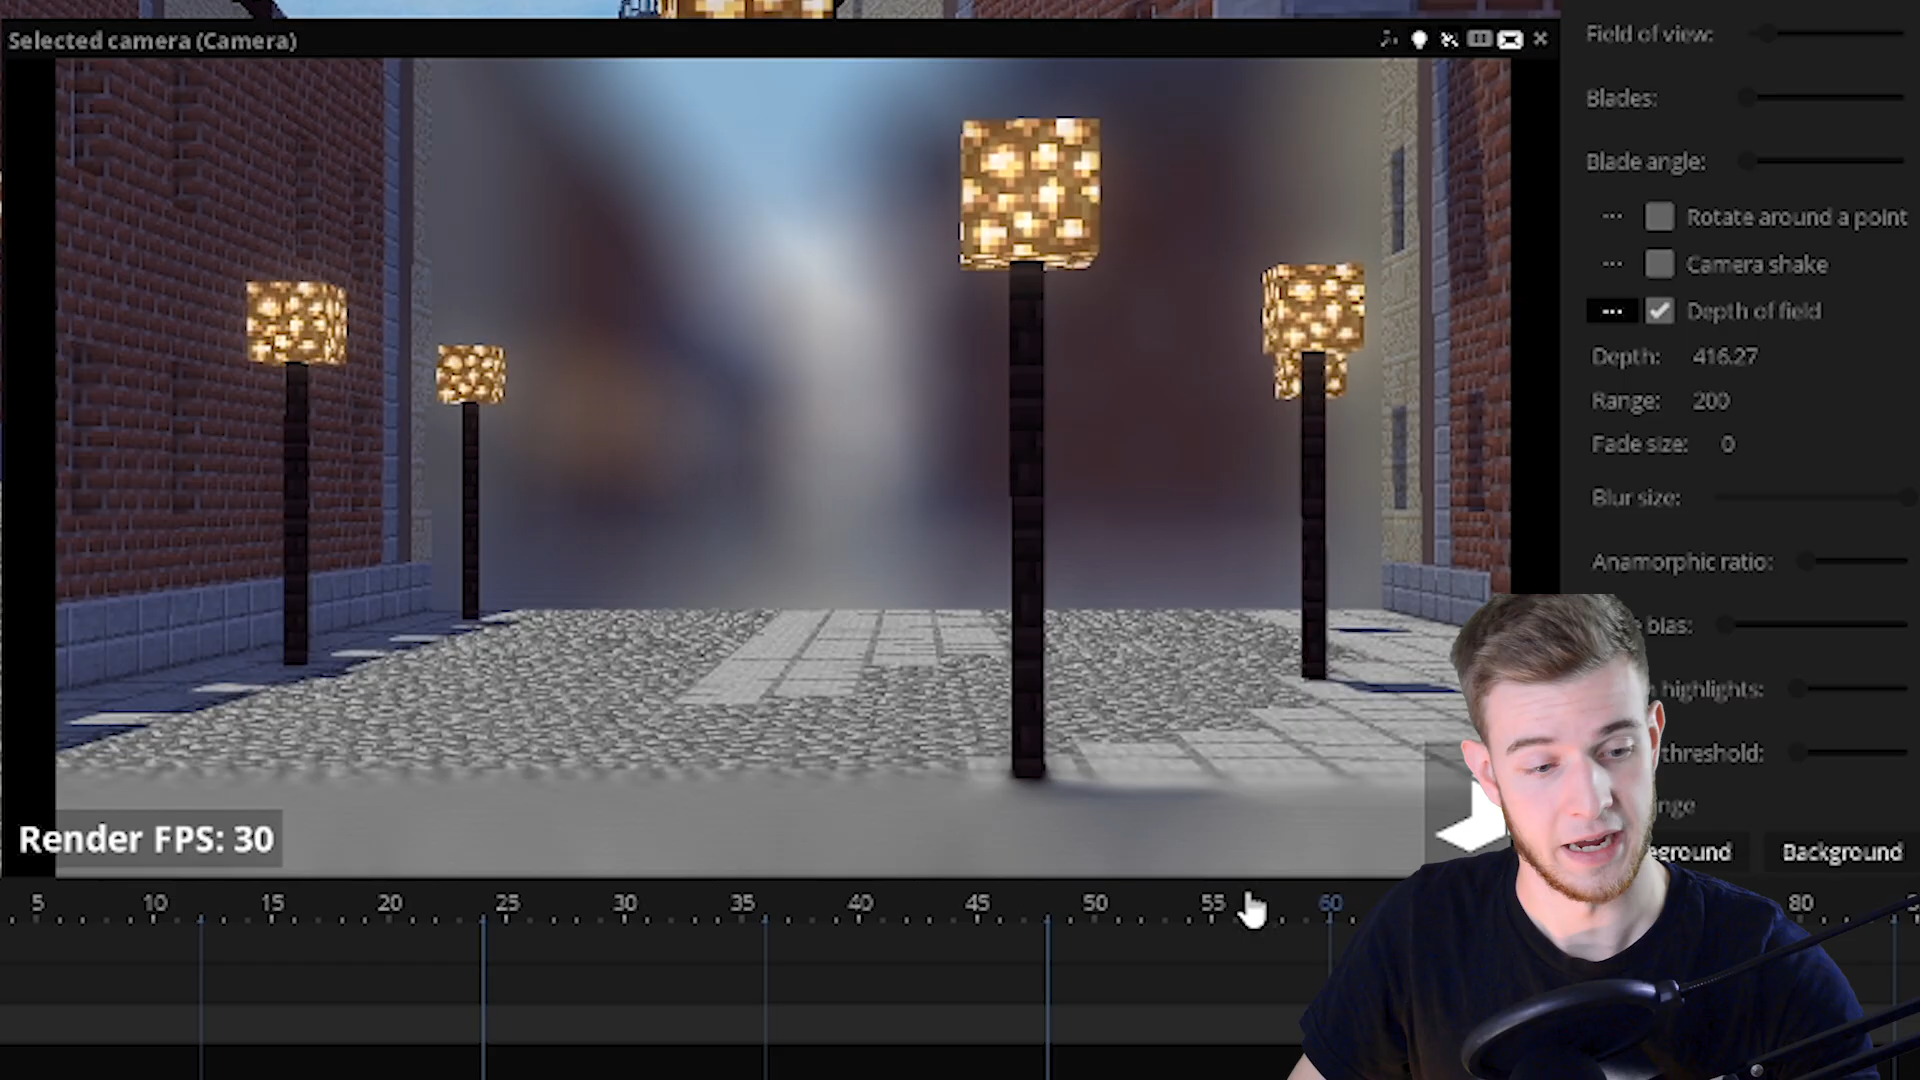 Selected camera (Camera)
Field of view:
Blades:
Blade angle:
Rotate around a point
Camera shake
Depth of field
Depth: 416.27
Range: 200
Fade size: 0
Blur size:
Anamorphic ratio:
bias:
highlights:
threshold:
Background
Render FPS: 30
5 10 15 20 25 30 35 40 45 50 55 60 80